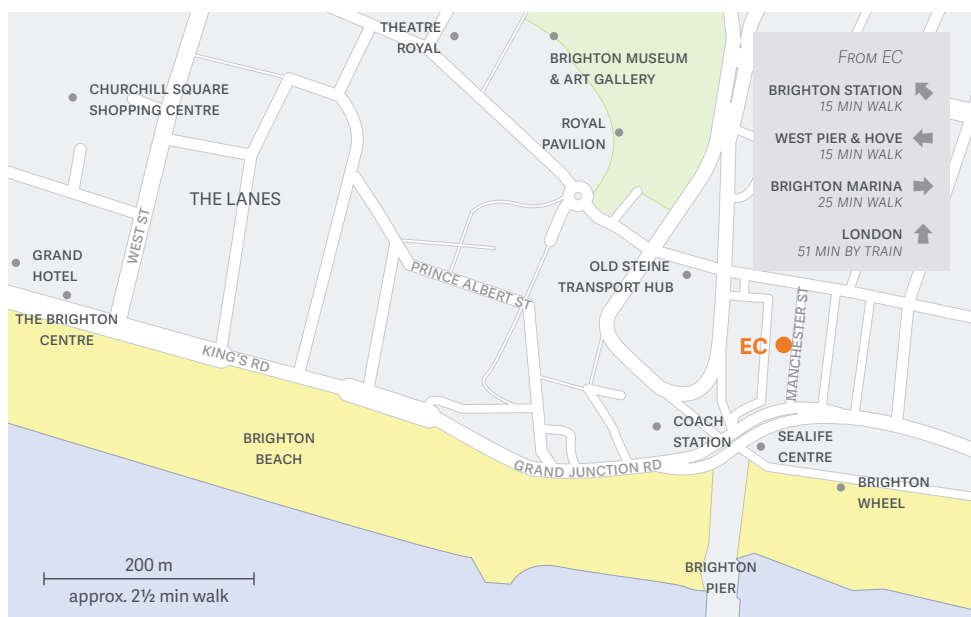 THEATRE
ROYAL
BRIGHTON MUSEUM
& ART GALLERY
CHURCHILL SQUARE
SHOPPING CENTRE
ROYAL
PAVILION
FROM EC
BRIGHTON STATION
15 MIN WALK
WEST PIER & HOVE
15 MIN WALK
BRIGHTON MARINA
25 MIN WALK
LONDON
51 MIN BY TRAIN
THE LANES
WEST ST
GRAND
HOTEL
PRINCE ALBERT ST
OLD STEINE
TRANSPORT HUB
THE BRIGHTON
CENTRE
KING'S RD
EC
MANCHESTER ST
COACH
STATION
SEALIFE
CENTRE
BRIGHTON
BEACH
GRAND JUNCTION RD
BRIGHTON
WHEEL
BRIGHTON
PIER
200 m
approx. 2½ min walk